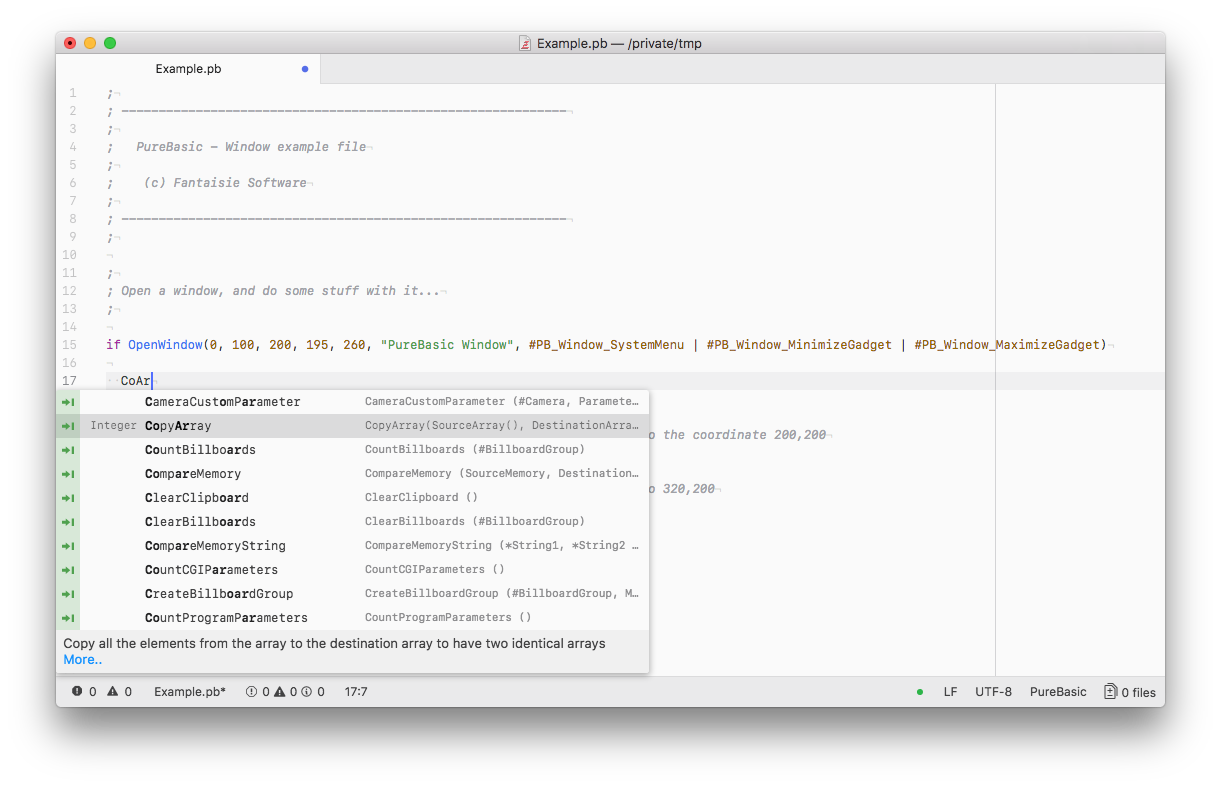 Example.pb — /private/tmp
Example.pb
1 ;¬
2 ; ------------------------------------------------------------¬
3 ;¬
4 ;   PureBasic - Window example file¬
5 ;¬
6 ;    (c) Fantaisie Software¬
7 ;¬
8 ; ------------------------------------------------------------¬
9 ;¬
10 ¬
11 ;¬
12 ; Open a window, and do some stuff with it...¬
13 ;¬
14 ¬
15 if OpenWindow(0, 100, 200, 195, 260, "PureBasic Window", #PB_Window_SystemMenu | #PB_Window_MinimizeGadget | #PB_Window_MaximizeGadget)¬
16 ¬
17 ··CoAr¬
CameraCustomParameter CameraCustomParameter (#Camera, Paramete…
Integer CopyArray CopyArray(SourceArray(), DestinationArra…
o the coordinate 200,200¬
CountBillboards CountBillboards (#BillboardGroup)
CompareMemory CompareMemory (SourceMemory, Destination…
o 320,200¬
ClearClipboard ClearClipboard ()
ClearBillboards ClearBillboards (#BillboardGroup)
CompareMemoryString CompareMemoryString (*String1, *String2 …
CountCGIParameters CountCGIParameters ()
CreateBillboardGroup CreateBillboardGroup (#BillboardGroup, M…
CountProgramParameters CountProgramParameters ()
Copy all the elements from the array to the destination array to have two identical arrays
More..
0 0 Example.pb* 0 0 0 17:7 LF UTF-8 PureBasic 0 files